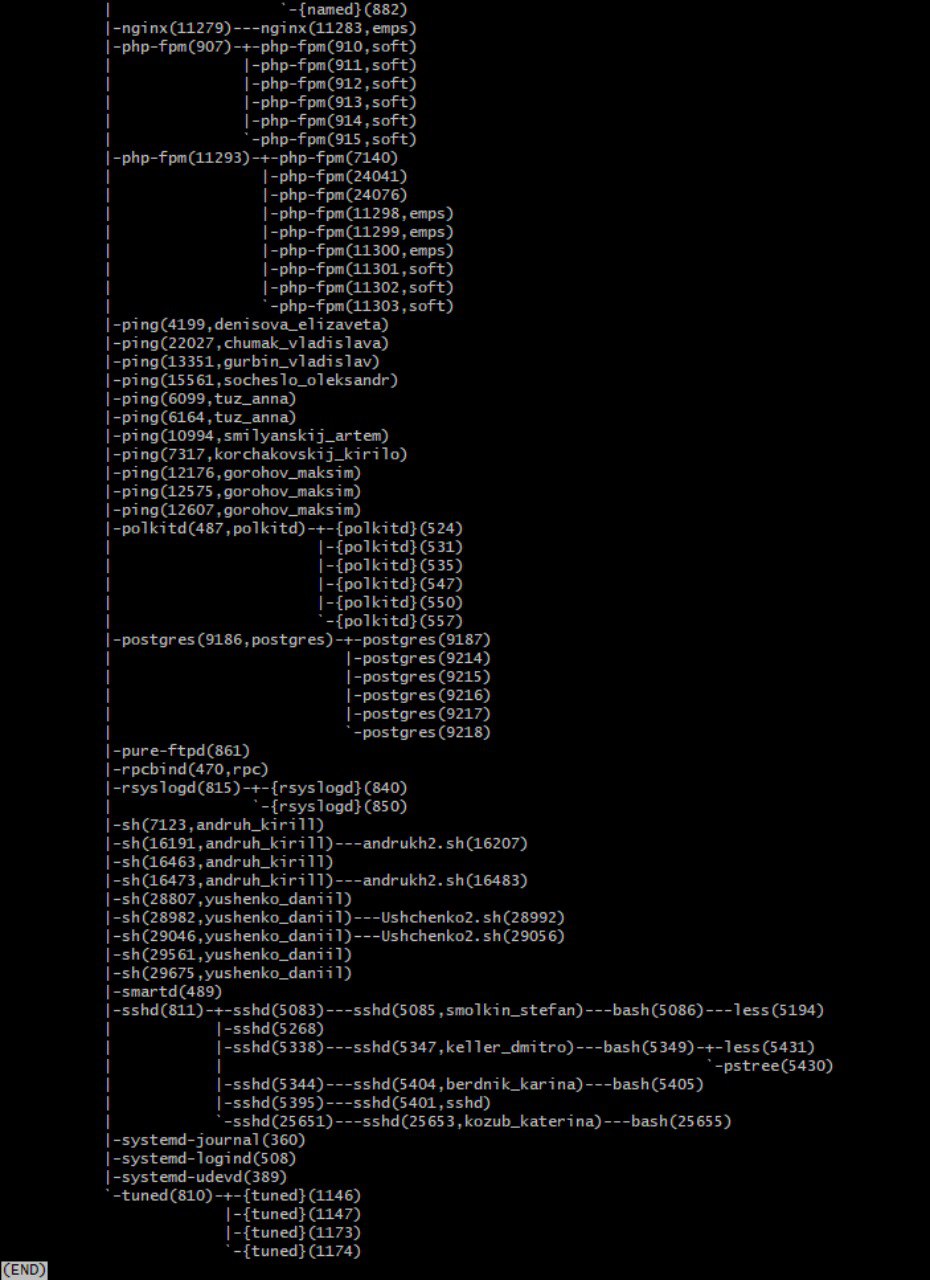 |                  `-{named}(882)
            |-nginx(11279)---nginx(11283,emps)
            |-php-fpm(907)-+-php-fpm(910,soft)
            |              |-php-fpm(911,soft)
            |              |-php-fpm(912,soft)
            |              |-php-fpm(913,soft)
            |              |-php-fpm(914,soft)
            |              `-php-fpm(915,soft)
            |-php-fpm(11293)-+-php-fpm(7140)
            |                |-php-fpm(24041)
            |                |-php-fpm(24076)
            |                |-php-fpm(11298,emps)
            |                |-php-fpm(11299,emps)
            |                |-php-fpm(11300,emps)
            |                |-php-fpm(11301,soft)
            |                |-php-fpm(11302,soft)
            |                `-php-fpm(11303,soft)
            |-ping(4199,denisova_elizaveta)
            |-ping(22027,chumak_vladislava)
            |-ping(13351,gurbin_vladislav)
            |-ping(15561,socheslo_oleksandr)
            |-ping(6099,tuz_anna)
            |-ping(6164,tuz_anna)
            |-ping(10994,smilyanskij_artem)
            |-ping(7317,korchakovskij_kirilo)
            |-ping(12176,gorohov_maksim)
            |-ping(12575,gorohov_maksim)
            |-ping(12607,gorohov_maksim)
            |-polkitd(487,polkitd)-+-{polkitd}(524)
            |                      |-{polkitd}(531)
            |                      |-{polkitd}(535)
            |                      |-{polkitd}(547)
            |                      |-{polkitd}(550)
            |                      `-{polkitd}(557)
            |-postgres(9186,postgres)-+-postgres(9187)
            |                         |-postgres(9214)
            |                         |-postgres(9215)
            |                         |-postgres(9216)
            |                         |-postgres(9217)
            |                         `-postgres(9218)
            |-pure-ftpd(861)
            |-rpcbind(470,rpc)
            |-rsyslogd(815)-+-{rsyslogd}(840)
            |               `-{rsyslogd}(850)
            |-sh(7123,andruh_kirill)
            |-sh(16191,andruh_kirill)---andrukh2.sh(16207)
            |-sh(16463,andruh_kirill)
            |-sh(16473,andruh_kirill)---andrukh2.sh(16483)
            |-sh(28807,yushenko_daniil)
            |-sh(28982,yushenko_daniil)---Ushchenko2.sh(28992)
            |-sh(29046,yushenko_daniil)---Ushchenko2.sh(29056)
            |-sh(29561,yushenko_daniil)
            |-sh(29675,yushenko_daniil)
            |-smartd(489)
            |-sshd(811)-+-sshd(5083)---sshd(5085,smolkin_stefan)---bash(5086)---less(5194)
            |           |-sshd(5268)
            |           |-sshd(5338)---sshd(5347,keller_dmitro)---bash(5349)-+-less(5431)
            |           |                                                    `-pstree(5430)
            |           |-sshd(5344)---sshd(5404,berdnik_karina)---bash(5405)
            |           |-sshd(5395)---sshd(5401,sshd)
            |           `-sshd(25651)---sshd(25653,kozub_katerina)---bash(25655)
            |-systemd-journal(360)
            |-systemd-logind(508)
            |-systemd-udevd(389)
            `-tuned(810)-+-{tuned}(1146)
                         |-{tuned}(1147)
                         |-{tuned}(1173)
                         `-{tuned}(1174)
(END)